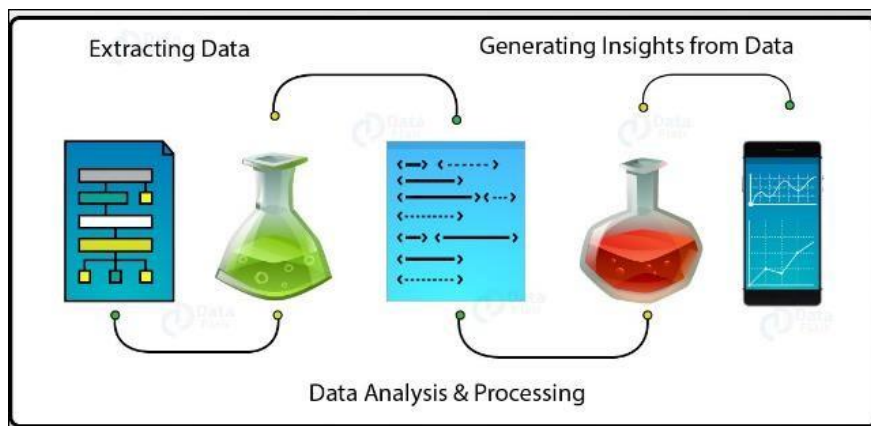 Extracting Data
Generating Insights from Data
Data Analysis & Processing